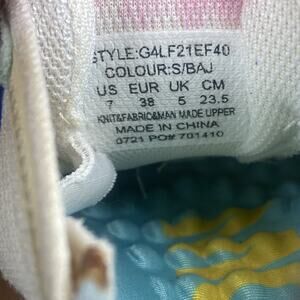 STYLE:G4LF21EF40
COLOUR:S/BAJ
US EUR UK CM
7 38 5 23.5
KNIT&FABRIC&MAN MADE UPPER
MADE IN CHINA
0721 PO# 701410